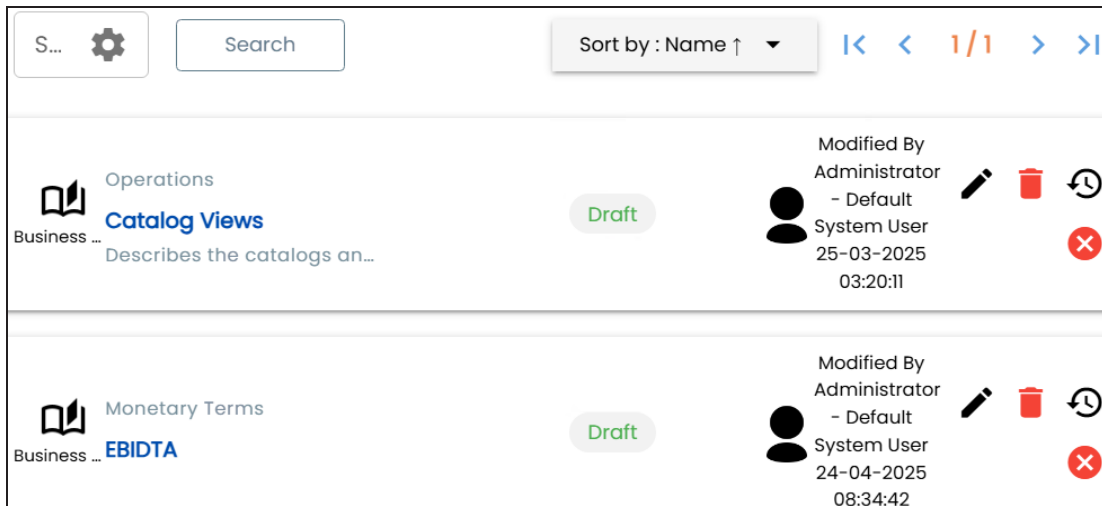 S...
Search
Sort by : Name ↑
1 / 1
Operations
Catalog Views
Describes the catalogs an...
Business ...
Draft
Modified By
Administrator
- Default
System User
25-03-2025
03:20:11
Monetary Terms
EBIDTA
Business ...
Draft
Modified By
Administrator
- Default
System User
24-04-2025
08:34:42